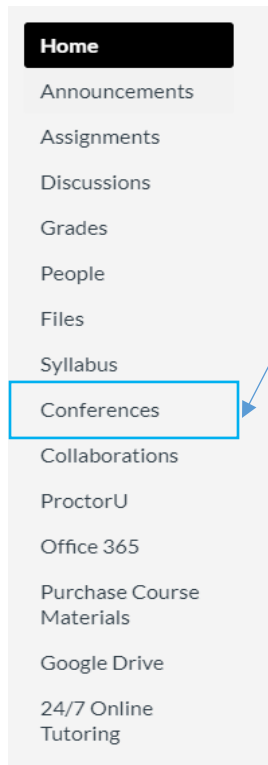 Home
Announcements
Assignments
Discussions
Grades
People
Files
Syllabus
Conferences
Collaborations
ProctorU
Office 365
Purchase Course
Materials
Google Drive
24/7 Online
Tutoring